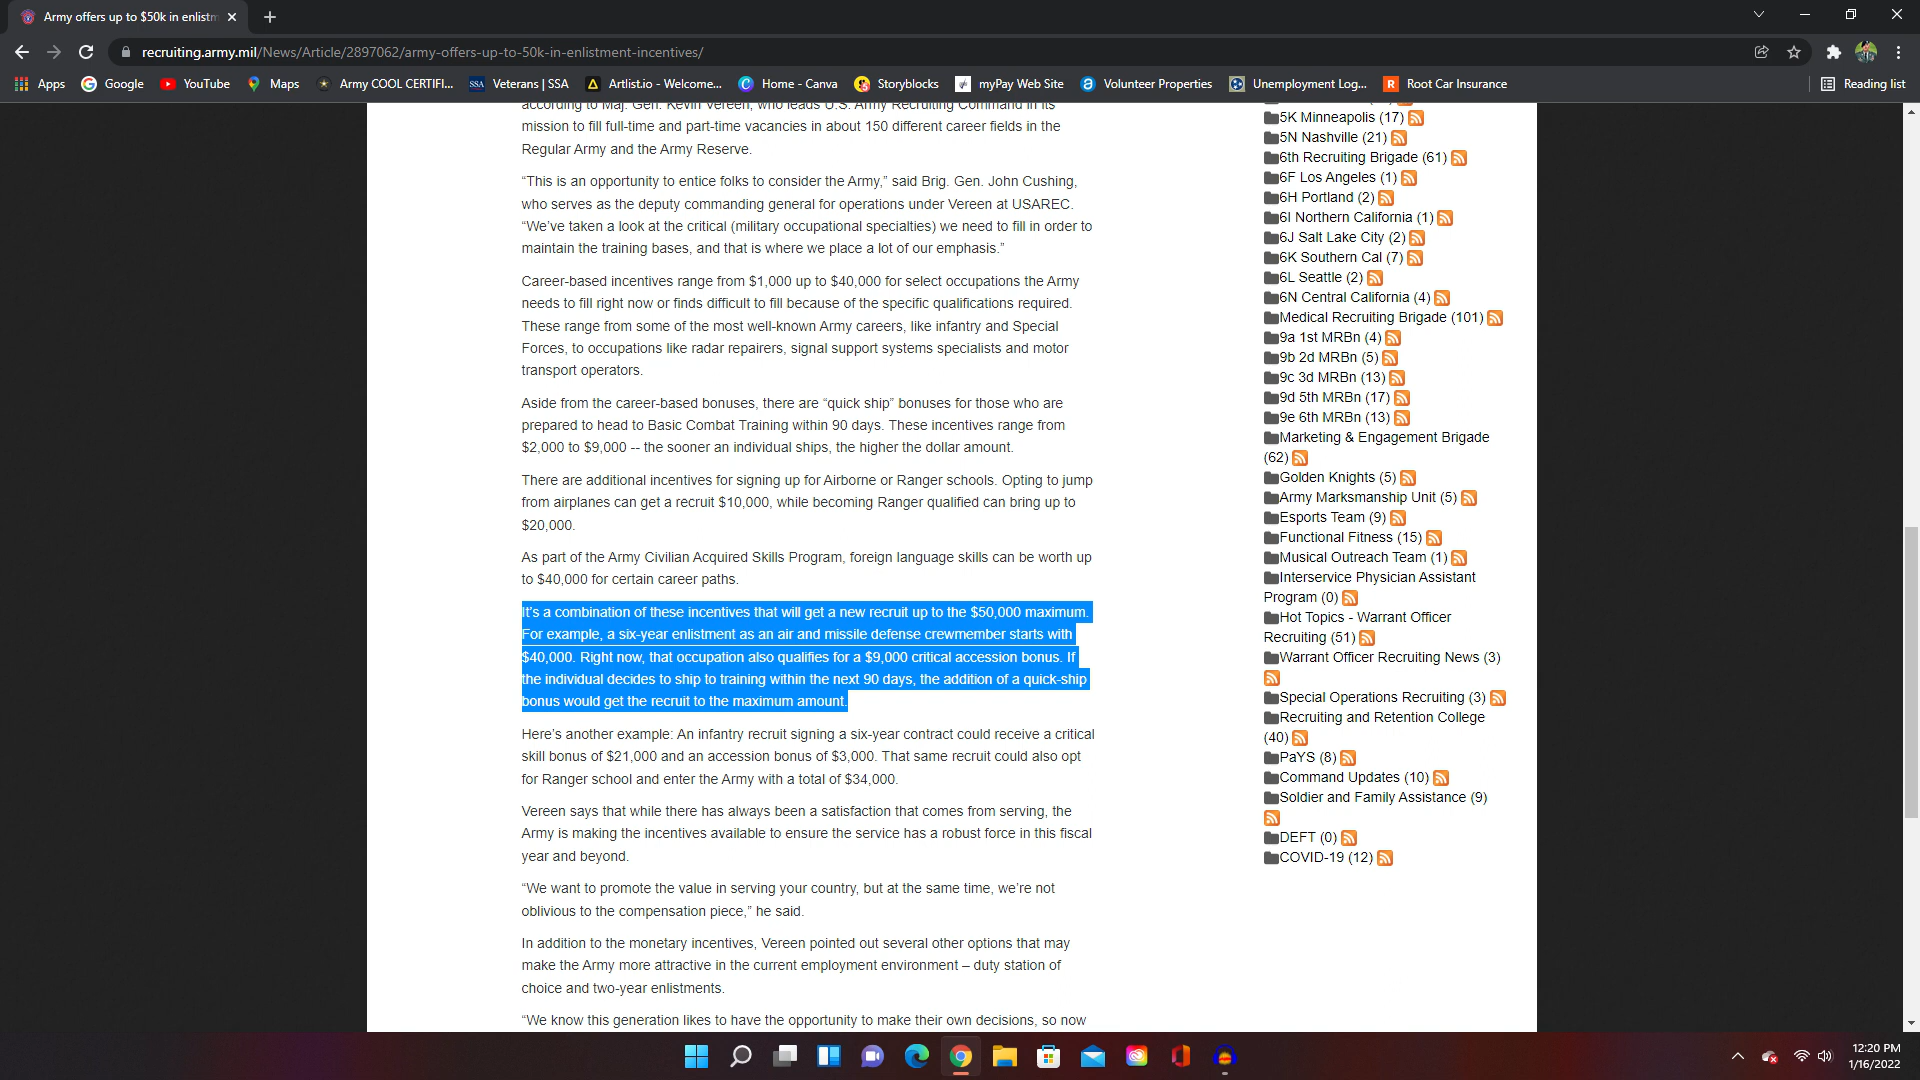 Army offers up to $50k in enlistm
recruiting.army.mil/News/Article/2897062/army-offers-up-to-50k-in-enlistment-incentives/
Apps Google YouTube Maps Army COOL CERTIFI... SSA Veterans | SSA Artlist.io - Welcome... Home - Canva Storyblocks myPay Web Site Volunteer Properties Unemployment Log... R Root Car Insurance Reading list
according to Maj. Gen. Kevin Vereen, who leads U.S. Army Recruiting Command in its
mission to fill full-time and part-time vacancies in about 150 different career fields in the
Regular Army and the Army Reserve.
“This is an opportunity to entice folks to consider the Army,” said Brig. Gen. John Cushing,
who serves as the deputy commanding general for operations under Vereen at USAREC.
“We’ve taken a look at the critical (military occupational specialties) we need to fill in order to
maintain the training bases, and that is where we place a lot of our emphasis.”
Career-based incentives range from $1,000 up to $40,000 for select occupations the Army
needs to fill right now or finds difficult to fill because of the specific qualifications required.
These range from some of the most well-known Army careers, like infantry and Special
Forces, to occupations like radar repairers, signal support systems specialists and motor
transport operators.
Aside from the career-based bonuses, there are “quick ship” bonuses for those who are
prepared to head to Basic Combat Training within 90 days. These incentives range from
$2,000 to $9,000 -- the sooner an individual ships, the higher the dollar amount.
There are additional incentives for signing up for Airborne or Ranger schools. Opting to jump
from airplanes can get a recruit $10,000, while becoming Ranger qualified can bring up to
$20,000.
As part of the Army Civilian Acquired Skills Program, foreign language skills can be worth up
to $40,000 for certain career paths.
It’s a combination of these incentives that will get a new recruit up to the $50,000 maximum.
For example, a six-year enlistment as an air and missile defense crewmember starts with
$40,000. Right now, that occupation also qualifies for a $9,000 critical accession bonus. If
the individual decides to ship to training within the next 90 days, the addition of a quick-ship
bonus would get the recruit to the maximum amount.
Here’s another example: An infantry recruit signing a six-year contract could receive a critical
skill bonus of $21,000 and an accession bonus of $3,000. That same recruit could also opt
for Ranger school and enter the Army with a total of $34,000.
Vereen says that while there has always been a satisfaction that comes from serving, the
Army is making the incentives available to ensure the service has a robust force in this fiscal
year and beyond.
“We want to promote the value in serving your country, but at the same time, we’re not
oblivious to the compensation piece,” he said.
In addition to the monetary incentives, Vereen pointed out several other options that may
make the Army more attractive in the current employment environment – duty station of
choice and two-year enlistments.
“We know this generation likes to have the opportunity to make their own decisions, so now
5K Minneapolis (17)
5N Nashville (21)
6th Recruiting Brigade (61)
6F Los Angeles (1)
6H Portland (2)
6I Northern California (1)
6J Salt Lake City (2)
6K Southern Cal (7)
6L Seattle (2)
6N Central California (4)
Medical Recruiting Brigade (101)
9a 1st MRBn (4)
9b 2d MRBn (5)
9c 3d MRBn (13)
9d 5th MRBn (17)
9e 6th MRBn (13)
Marketing & Engagement Brigade
(62)
Golden Knights (5)
Army Marksmanship Unit (5)
Esports Team (9)
Functional Fitness (15)
Musical Outreach Team (1)
Interservice Physician Assistant
Program (0)
Hot Topics - Warrant Officer
Recruiting (51)
Warrant Officer Recruiting News (3)
Special Operations Recruiting (3)
Recruiting and Retention College
(40)
PaYS (8)
Command Updates (10)
Soldier and Family Assistance (9)
DEFT (0)
COVID-19 (12)
12:20 PM
1/16/2022